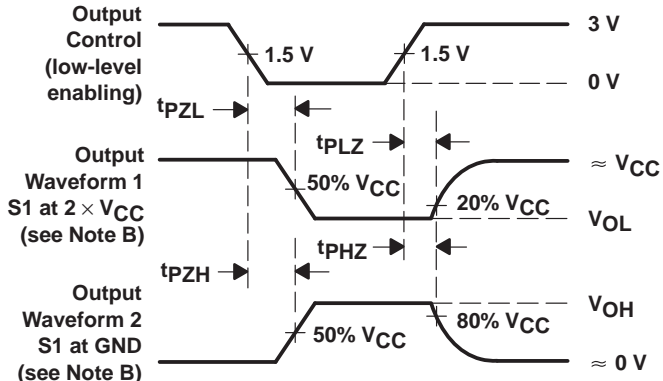 Output
Control
(low-level
enabling)
1.5 V
1.5 V
3 V
0 V
tPZL
tPLZ
Output
Waveform 1
S1 at 2 × VCC
(see Note B)
50% VCC
20% VCC
≈ VCC
VOL
tPZH
tPHZ
Output
Waveform 2
S1 at GND
(see Note B)
50% VCC
80% VCC
VOH
≈ 0 V